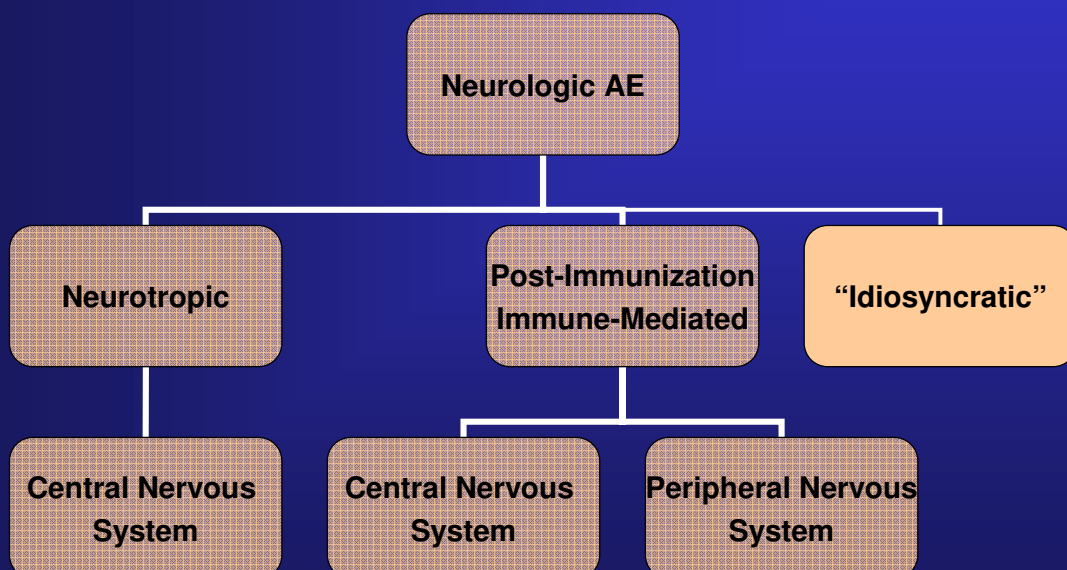 Neurologic AE
Neurotropic
Post-Immunization
Immune-Mediated
“Idiosyncratic”
Central Nervous
System
Central Nervous
System
Peripheral Nervous
System